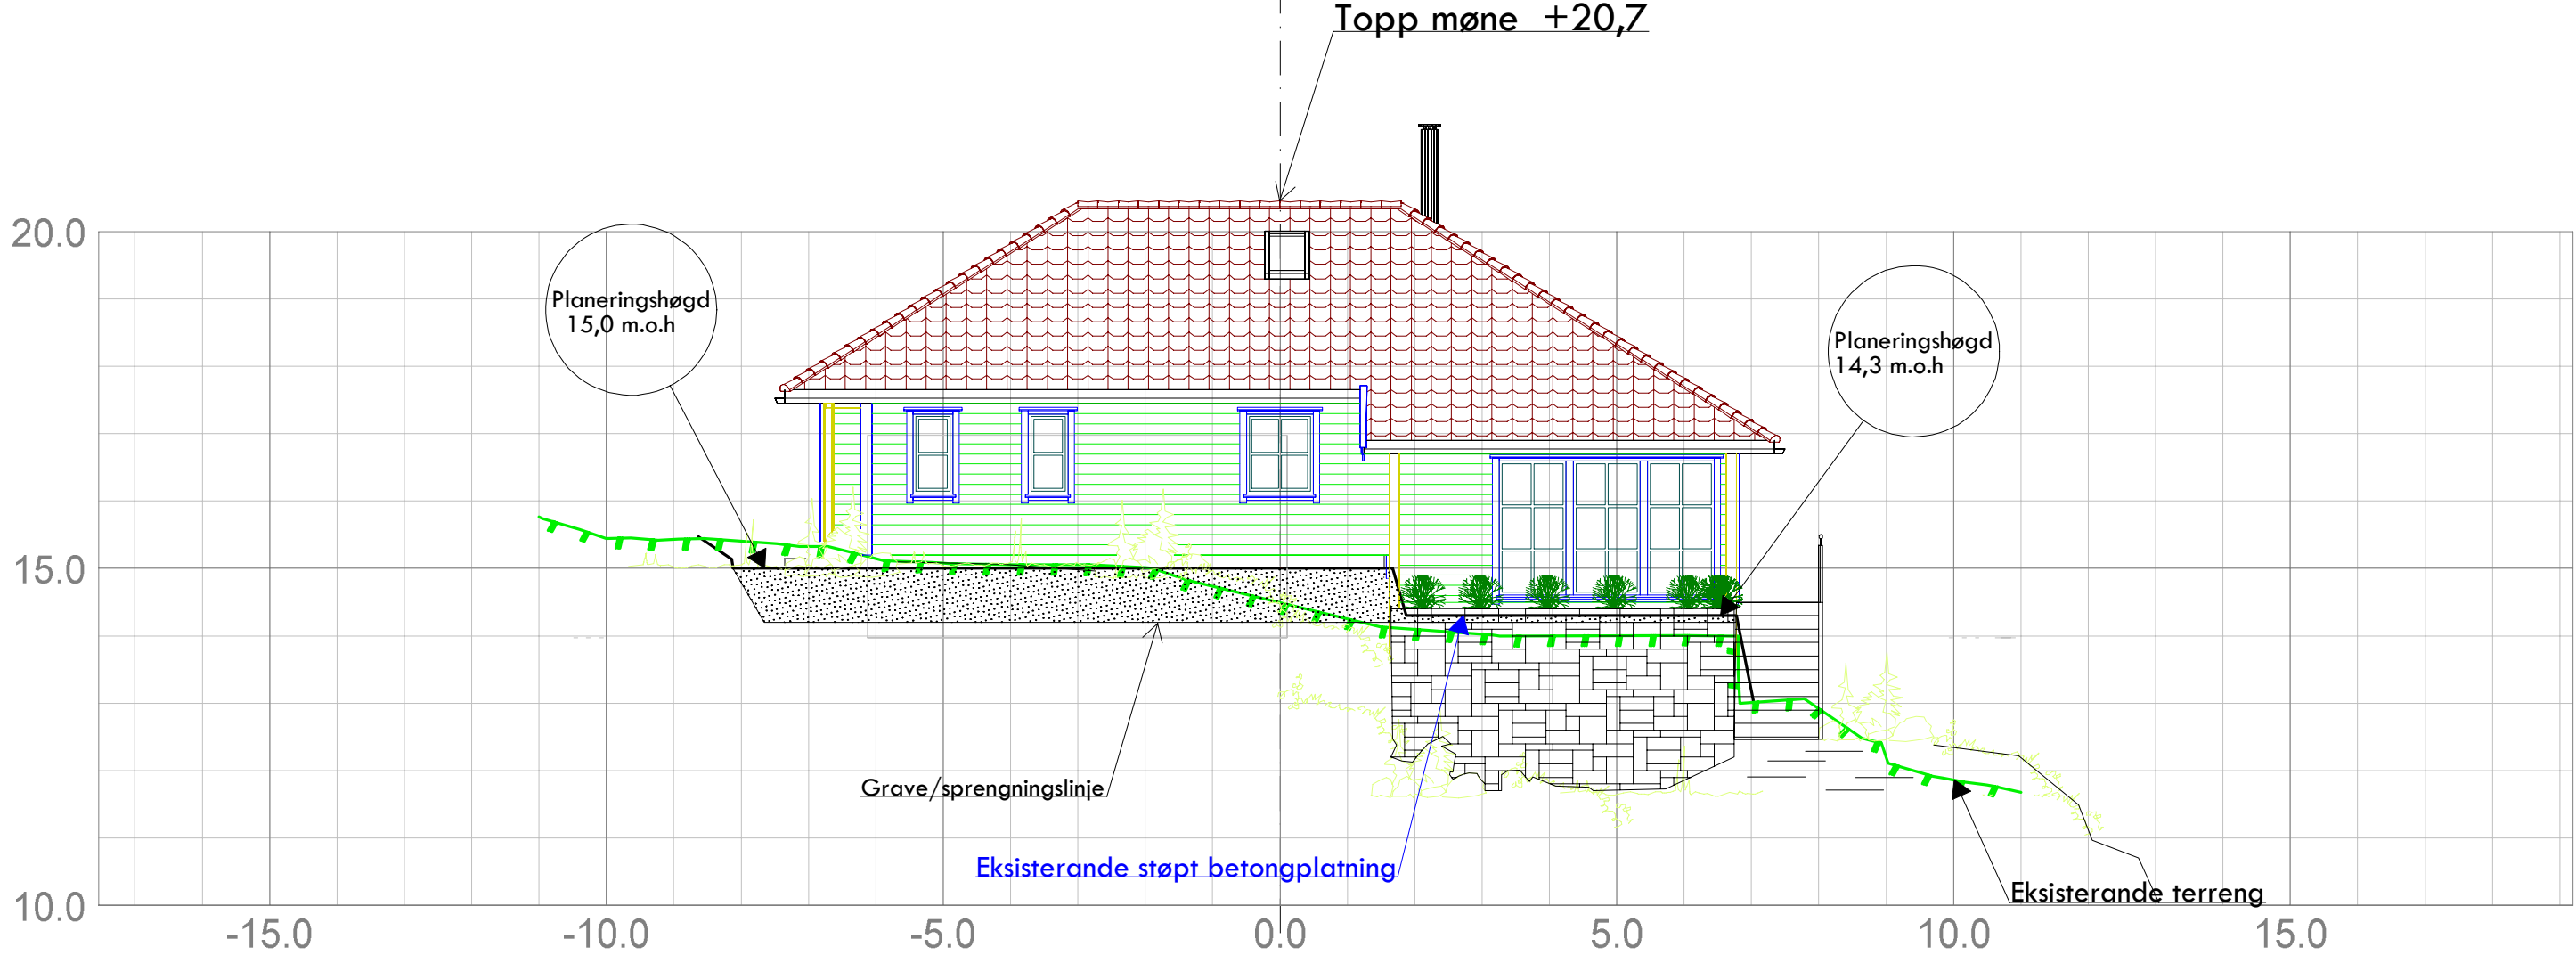 Topp møne +20,7
20.0
Planeringshøgd
15,0 m.o.h
Planeringshøgd
14,3 m.o.h
15.0
Grave/sprengningslinje
Eksisterande støpt betongplatning
Eksisterande terreng
10.0
-15.0 -10.0 -5.0 0.0 5.0 10.0 15.0